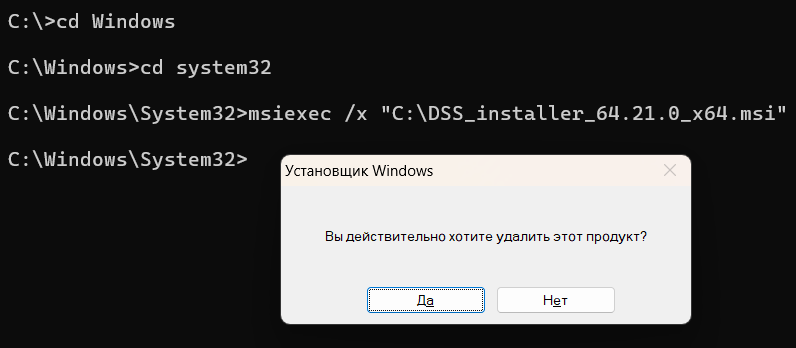 C:\>cd Windows
C:\Windows>cd system32
C:\Windows\System32>msiexec /x "C:\DSS_installer_64.21.0_x64.msi"
C:\Windows\System32>
Установщик Windows
Вы действительно хотите удалить этот продукт?
Да
Нет